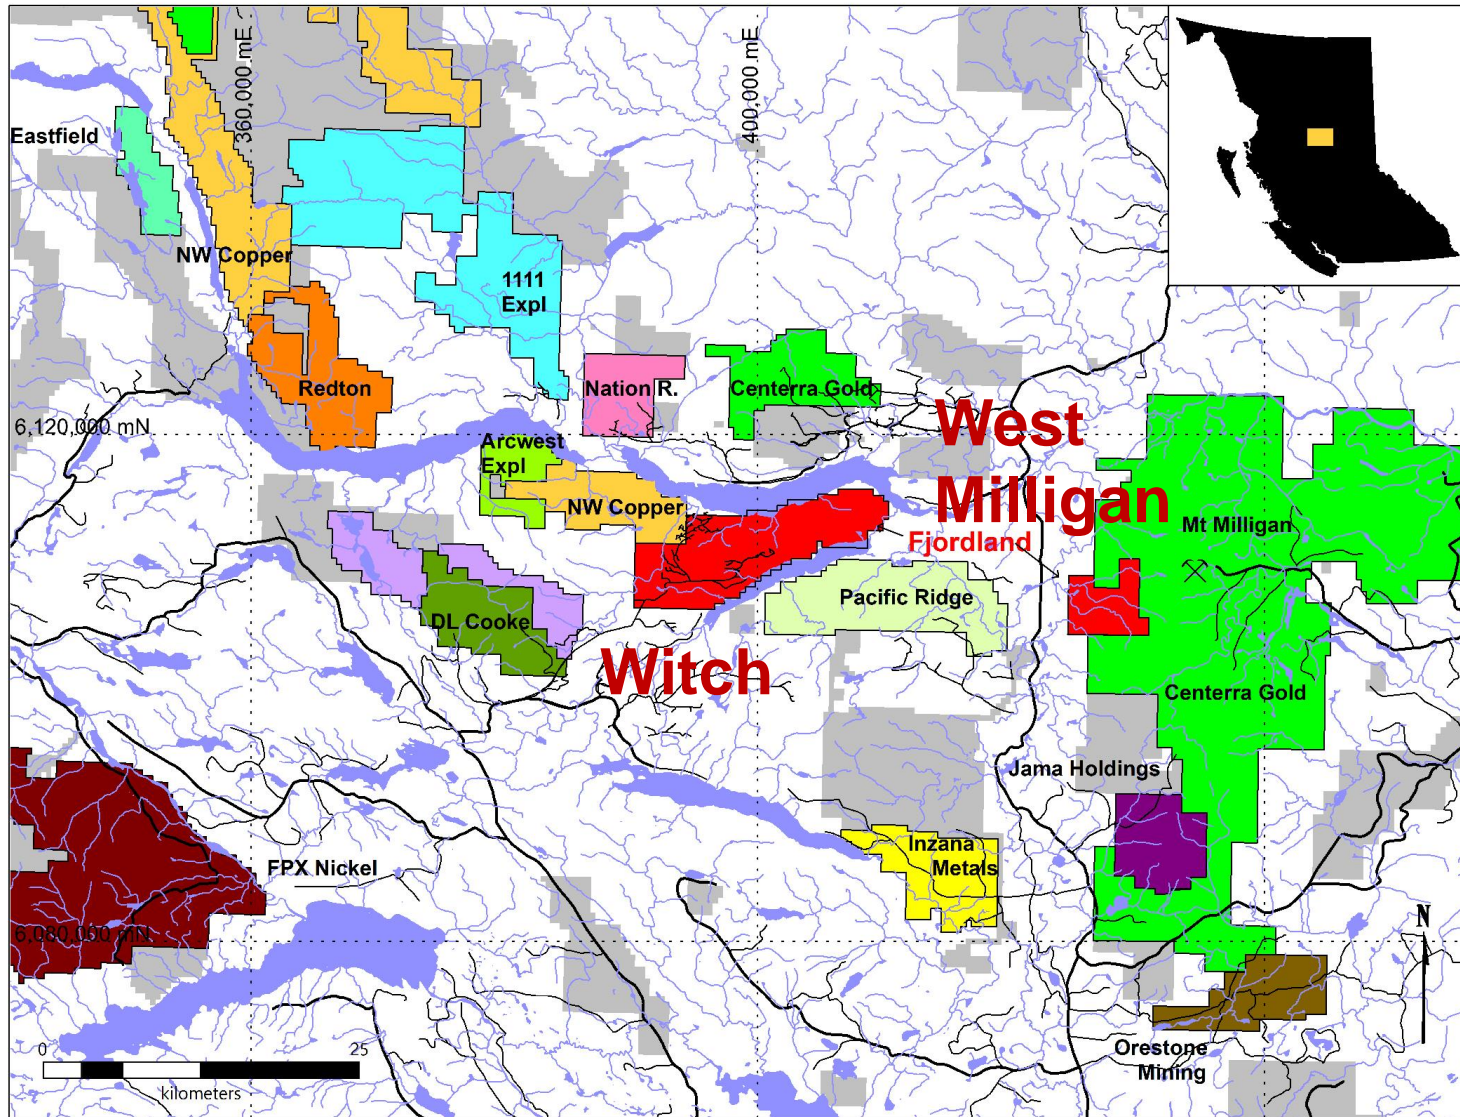 360,000 mE
400,000 mE
Eastfield
NW Copper
1111
Expl
Redton
Nation R.
Centerra Gold
6,120,000 mN
Arcwest
Expl
NW Copper
West
Milligan
Mt Milligan
Fjordland
Pacific Ridge
DL Cooke
Witch
Centerra Gold
Jama Holdings
Inzana
Metals
FPX Nickel
6,080,000 mN
N
0
25
kilometers
Orestone
Mining